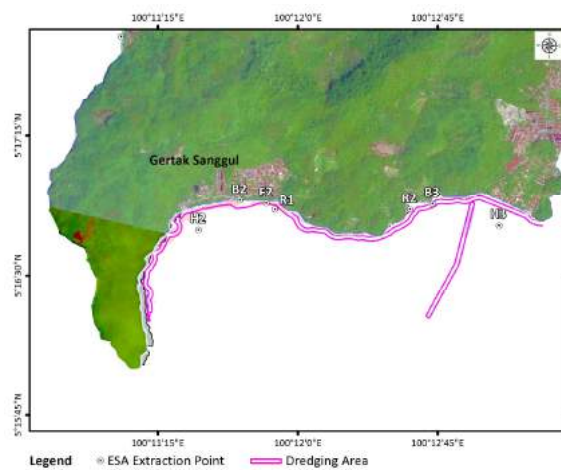 100°11'15"E 100°12'0"E 100°12'45"E
5°17'15"N
Gertak Sanggul
B2 F2 R1 R2 B3
H2 H3
5°16'30"N
5°15'45"N
100°11'15"E 100°12'0"E 100°12'45"E
Legend ESA Extraction Point Dredging Area